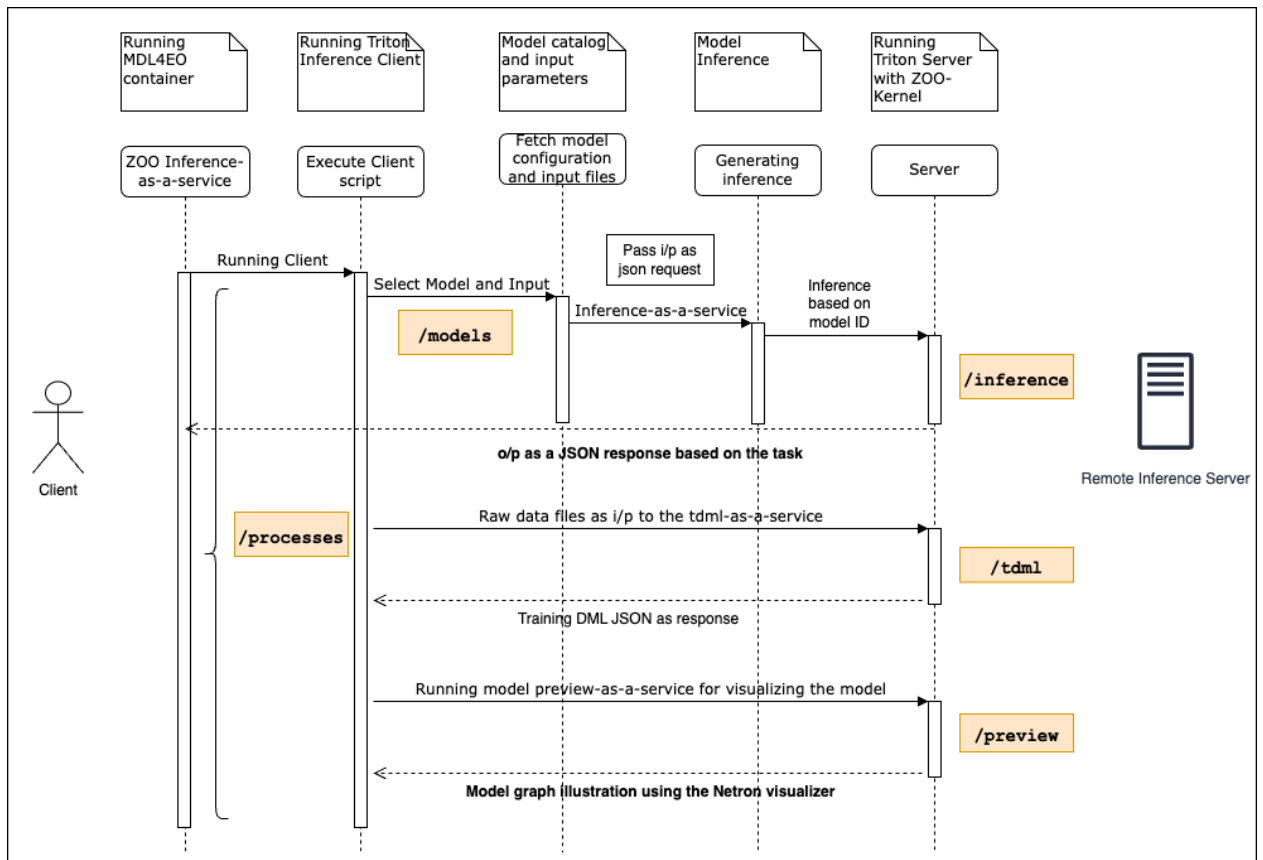 Running
MDL4EO
container
Running Triton
Inference Client
Model catalog
and input
parameters
Model
Inference
Running
Triton Server
with ZOO-
Kernel
ZOO Inference-
as-a-service
Execute Client
script
Fetch model
configuration
and input files
Generating
inference
Server
Running Client
Select Model and Input
Pass i/p as
json request
Inference-as-a-service
Inference
based on
model ID
/models
/inference
Client
Remote Inference Server
o/p as a JSON response based on the task
Raw data files as i/p to the tdml-as-a-service
/processes
/tdml
Training DML JSON as response
Running model preview-as-a-service for visualizing the model
/preview
Model graph illustration using the Netron visualizer